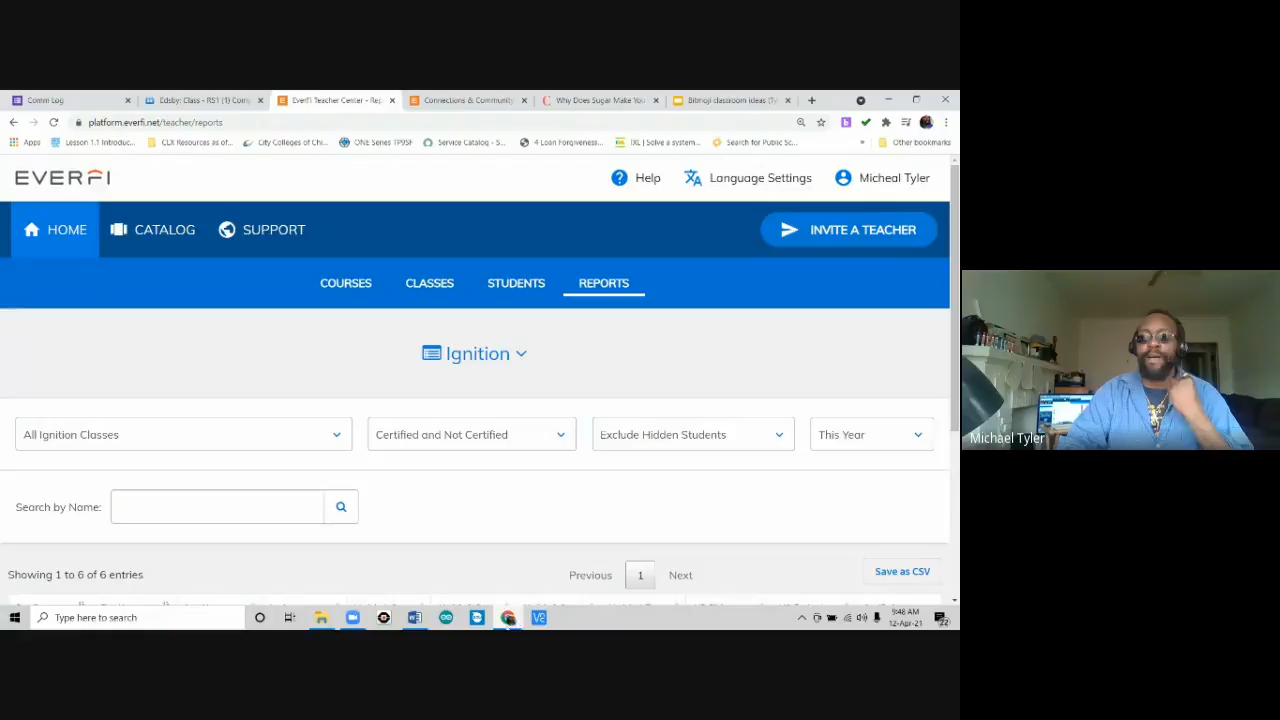 Comm Log
Edsby: Class - RS1 (1) Com
EverFi Teacher Center - Rep
Connections & Community
Why Does Sugar Make You
Bitmoji classroom ideas (Ty
platform.everfi.net/teacher/reports
Apps
Lesson 1.1 Introduc...
CLX Resources as of...
City Colleges of Chi...
ONE Series TP9SF
Service Catalog - S...
4 Loan Forgiveness...
IXL | Solve a system...
Search for Public Sc...
»
Other bookmarks
EVERFI
Help
Language Settings
Micheal Tyler
HOME
CATALOG
SUPPORT
INVITE A TEACHER
COURSES
CLASSES
STUDENTS
REPORTS
Ignition
All Ignition Classes
Certified and Not Certified
Exclude Hidden Students
This Year
Search by Name:
Michael Tyler
Showing 1 to 6 of 6 entries
Previous
1
Next
Save as CSV
Type here to search
9:48 AM
12-Apr-21
22